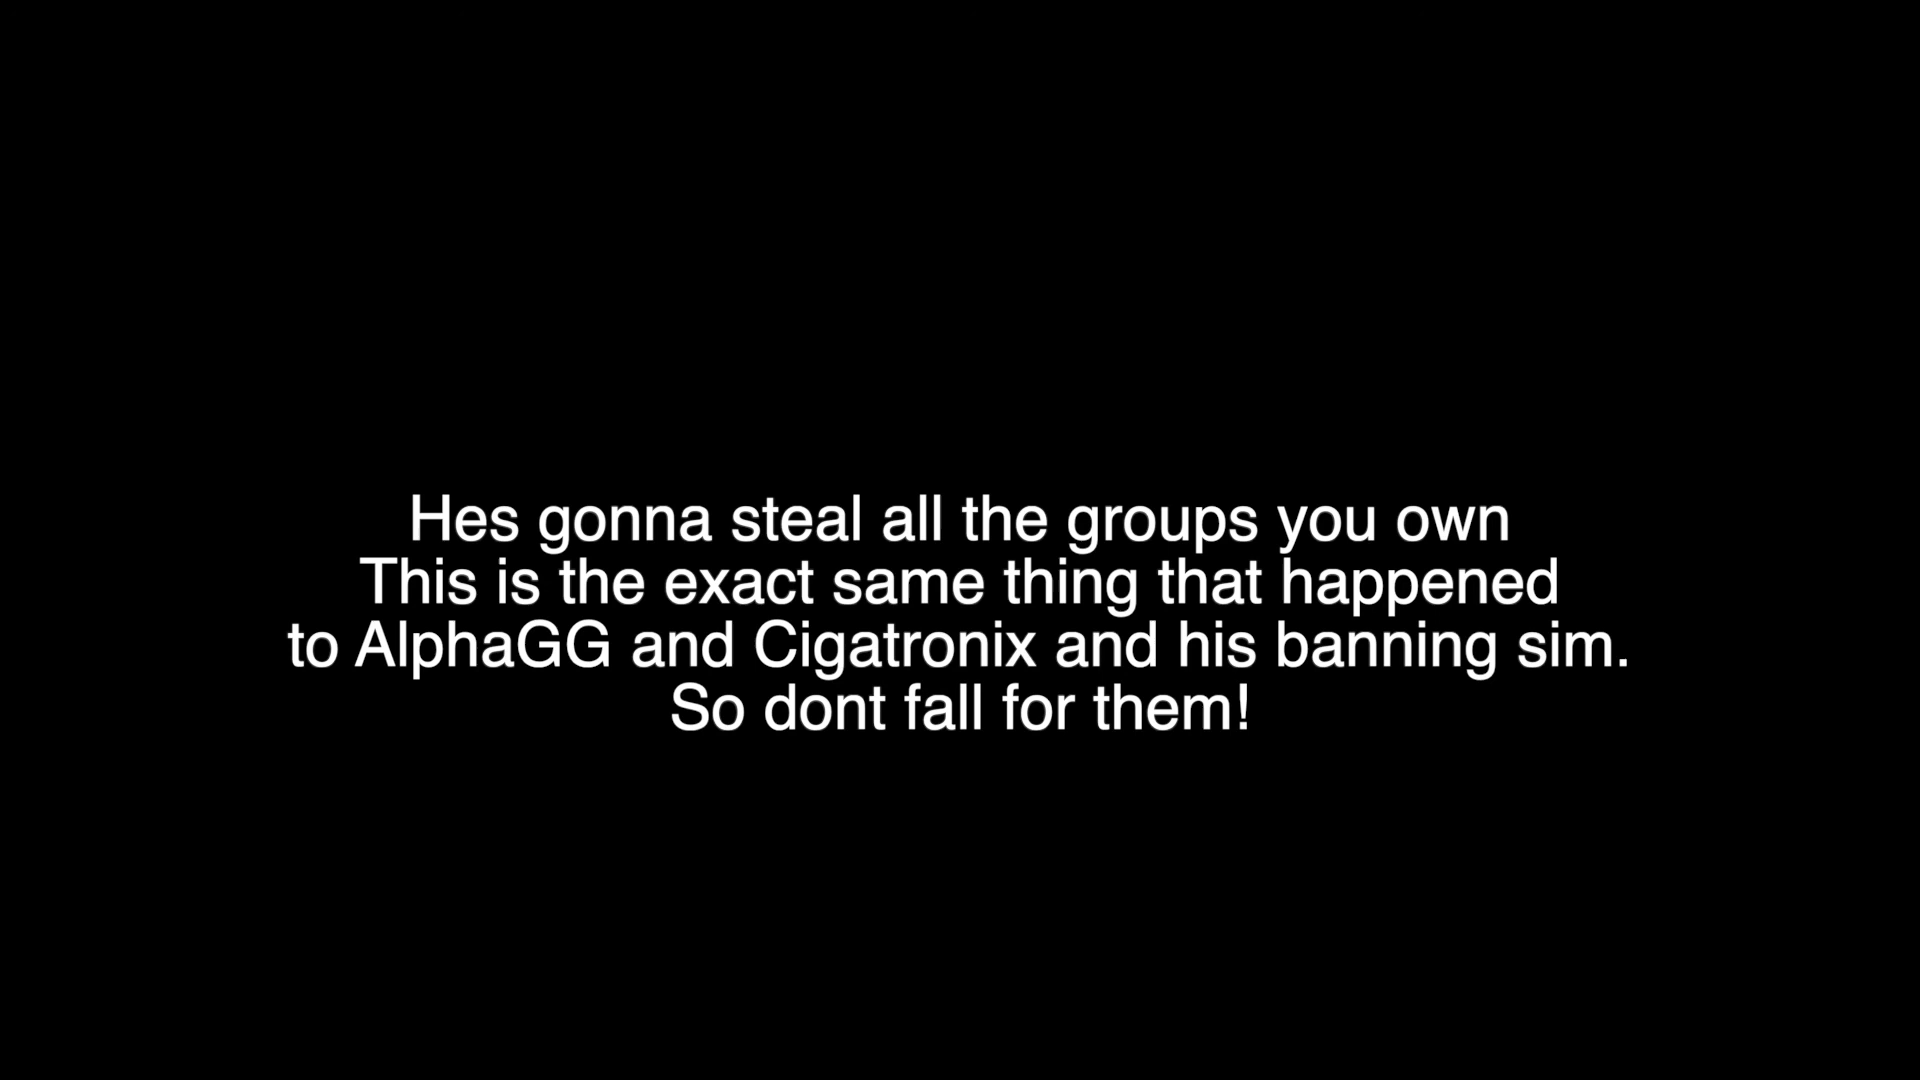 Hes gonna steal all the groups you own
This is the exact same thing that happened
to AlphaGG and Cigatronix and his banning sim.
So dont fall for them!